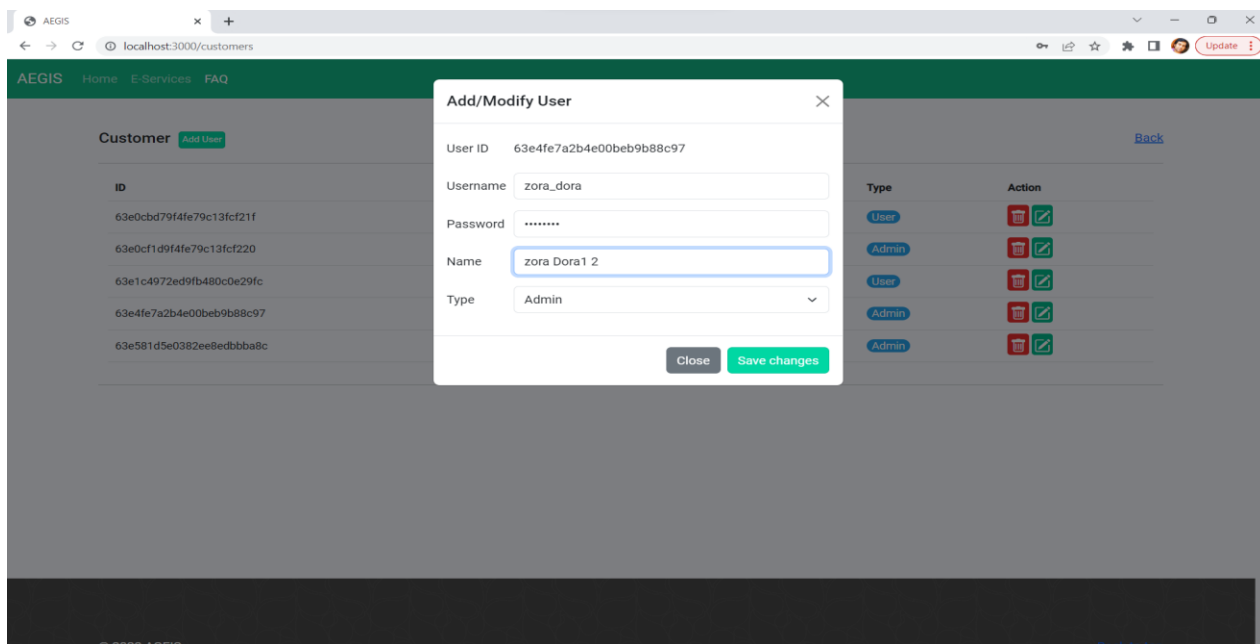 AEGIS
localhost:3000/customers
Update
AEGIS Home E-Services FAQ
Add/Modify User
Customer Add User
Back
User ID 63e4fe7a2b4e00beb9b88c97
Username zora_dora
Password ••••••••
Name zora Dora1 2
Type Admin
Close Save changes
ID Type Action
63e0cbd79f4fe79c13fcf21f User
63e0cf1d9f4fe79c13fcf220 Admin
63e1c4972ed9fb480c0e29fc User
63e4fe7a2b4e00beb9b88c97 Admin
63e581d5e0382ee8edbbba8c Admin